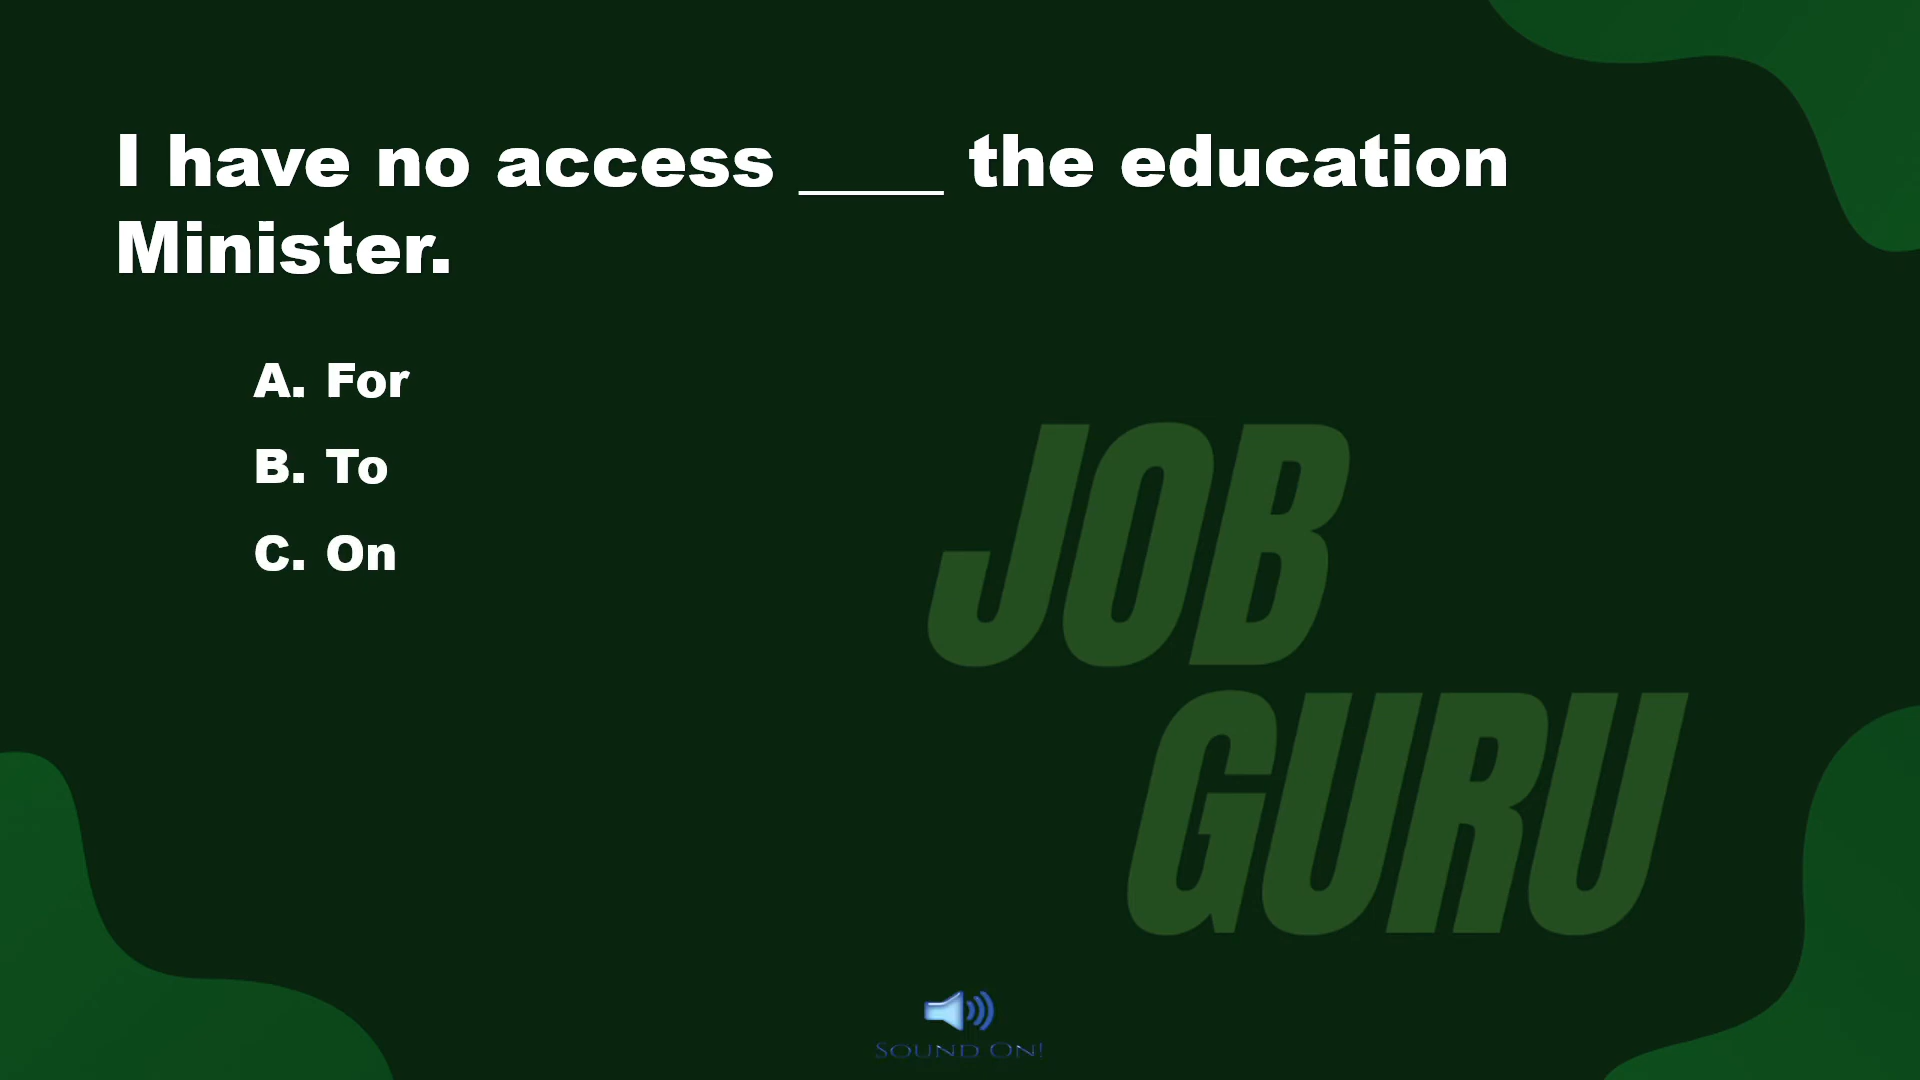 I have no access ____ the education
Minister.
A. For
B. To
C. On
JOB
GURU
SOUND ON!